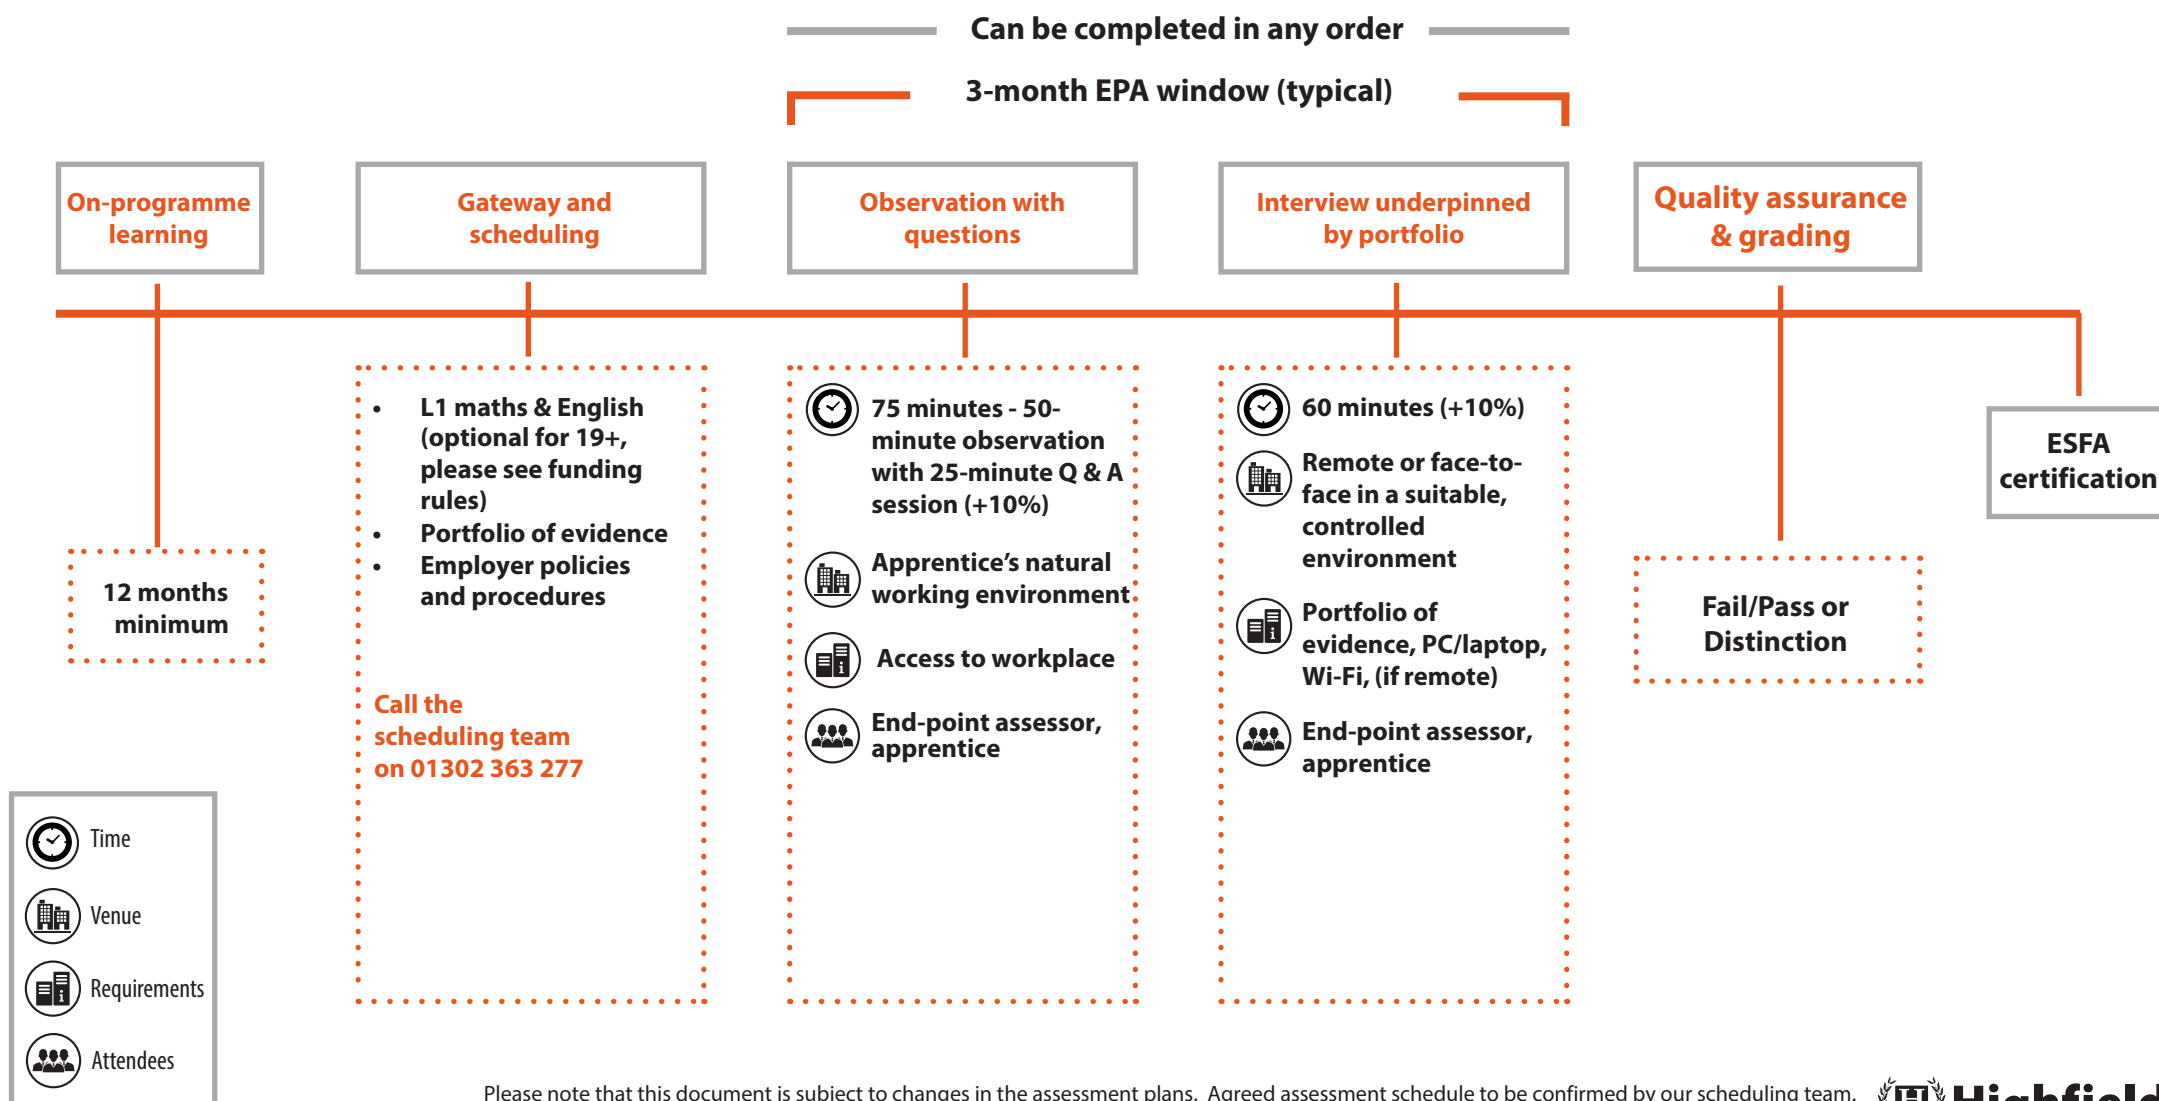 Can be completed in any order
3-month EPA window (typical)
On-programme
learning
Gateway and
scheduling
Observation with
questions
Interview underpinned
by portfolio
Quality assurance
& grading
12 months
minimum
• L1 maths & English
(optional for 19+,
please see funding
rules)
• Portfolio of evidence
• Employer policies
and procedures
Call the
scheduling team
on 01302 363 277
75 minutes - 50-
minute observation
with 25-minute Q & A
session (+10%)
Apprentice’s natural
working environment
Access to workplace
End-point assessor,
apprentice
60 minutes (+10%)
Remote or face-to-
face in a suitable,
controlled
environment
Portfolio of
evidence, PC/laptop,
Wi-Fi, (if remote)
End-point assessor,
apprentice
Fail/Pass or
Distinction
ESFA
certification
Time
Venue
Requirements
Attendees
Please note that this document is subject to changes in the assessment plans. Agreed assessment schedule to be confirmed by our scheduling team.
Highfield